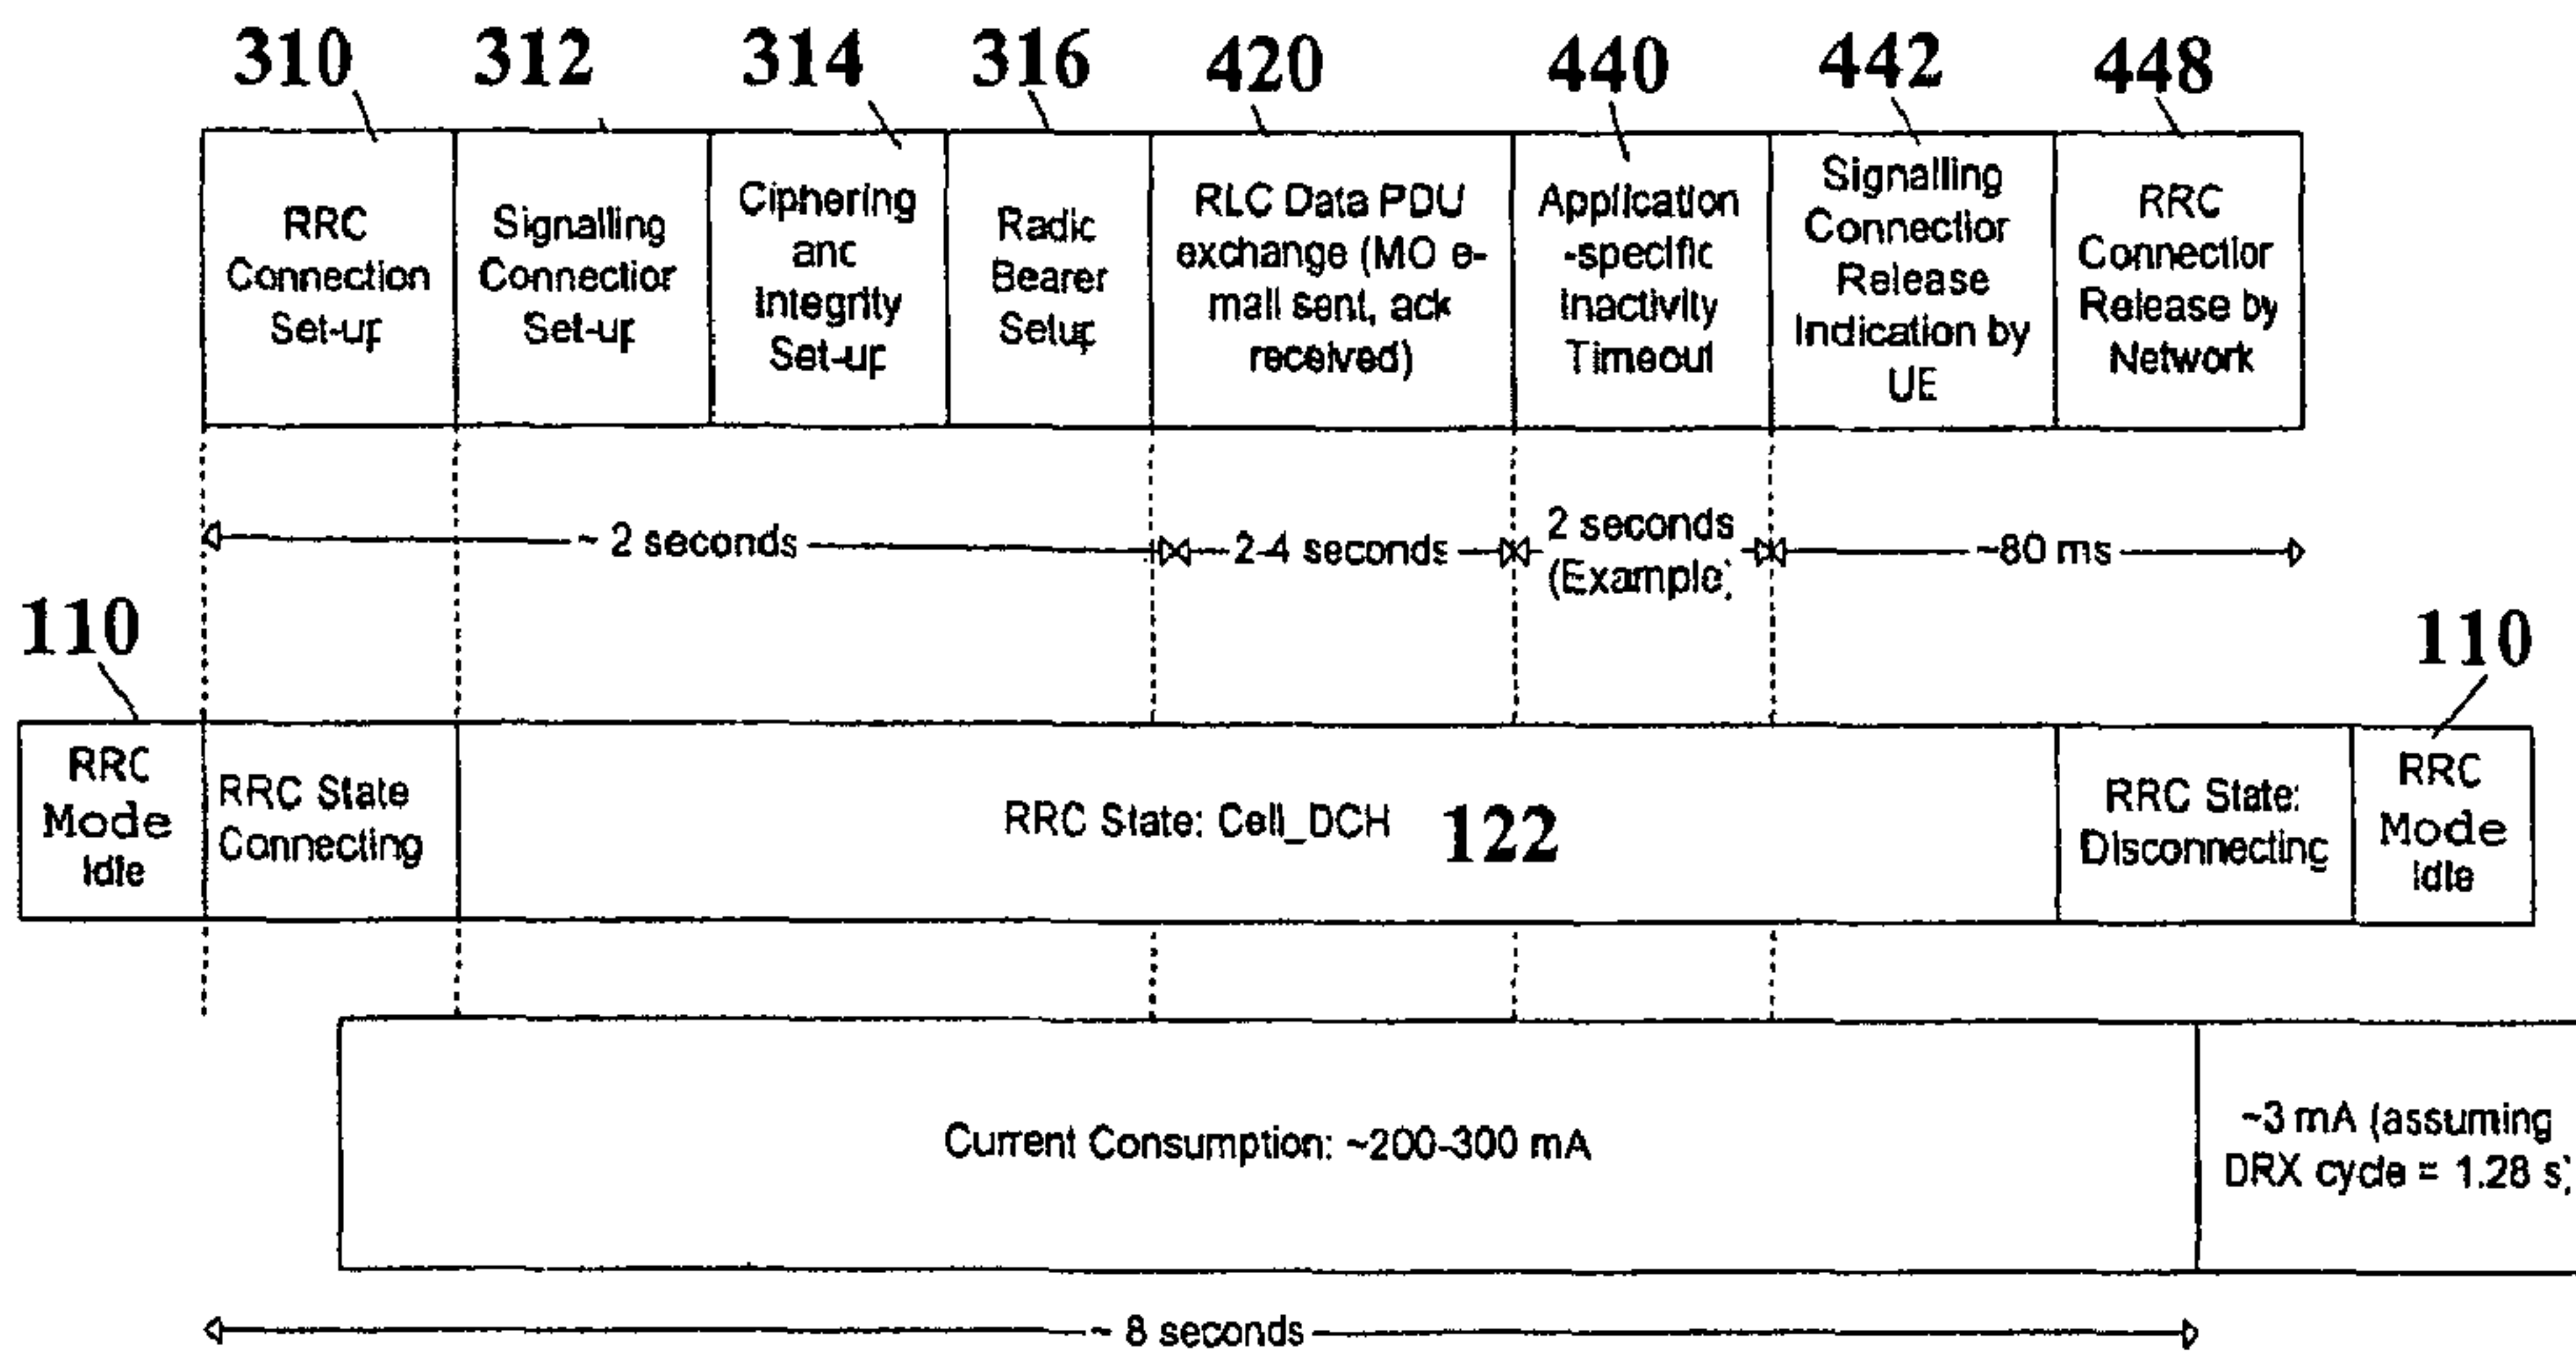 310 312 314 316 420 440 442 448
RRC
Connection
Set-up
Signalling
Connection
Set-up
Ciphering
and
Integrity
Set-up
Radio
Bearer
Setup
RLC Data PDU
exchange (MO e-
mail sent, ack
received)
Application
-specific
Inactivity
Timeout
Signalling
Connection
Release
Indication by
UE
RRC
Connection
Release by
Network
~ 2 seconds
2-4 seconds
2 seconds
(Example)
~80 ms
110
110
RRC
Mode
Idle
RRC State
Connecting
RRC State: Cell_DCH 122
RRC State:
Disconnecting
RRC
Mode
Idle
Current Consumption: ~200-300 mA
~3 mA (assuming
DRX cycle = 1.28 s)
~ 8 seconds